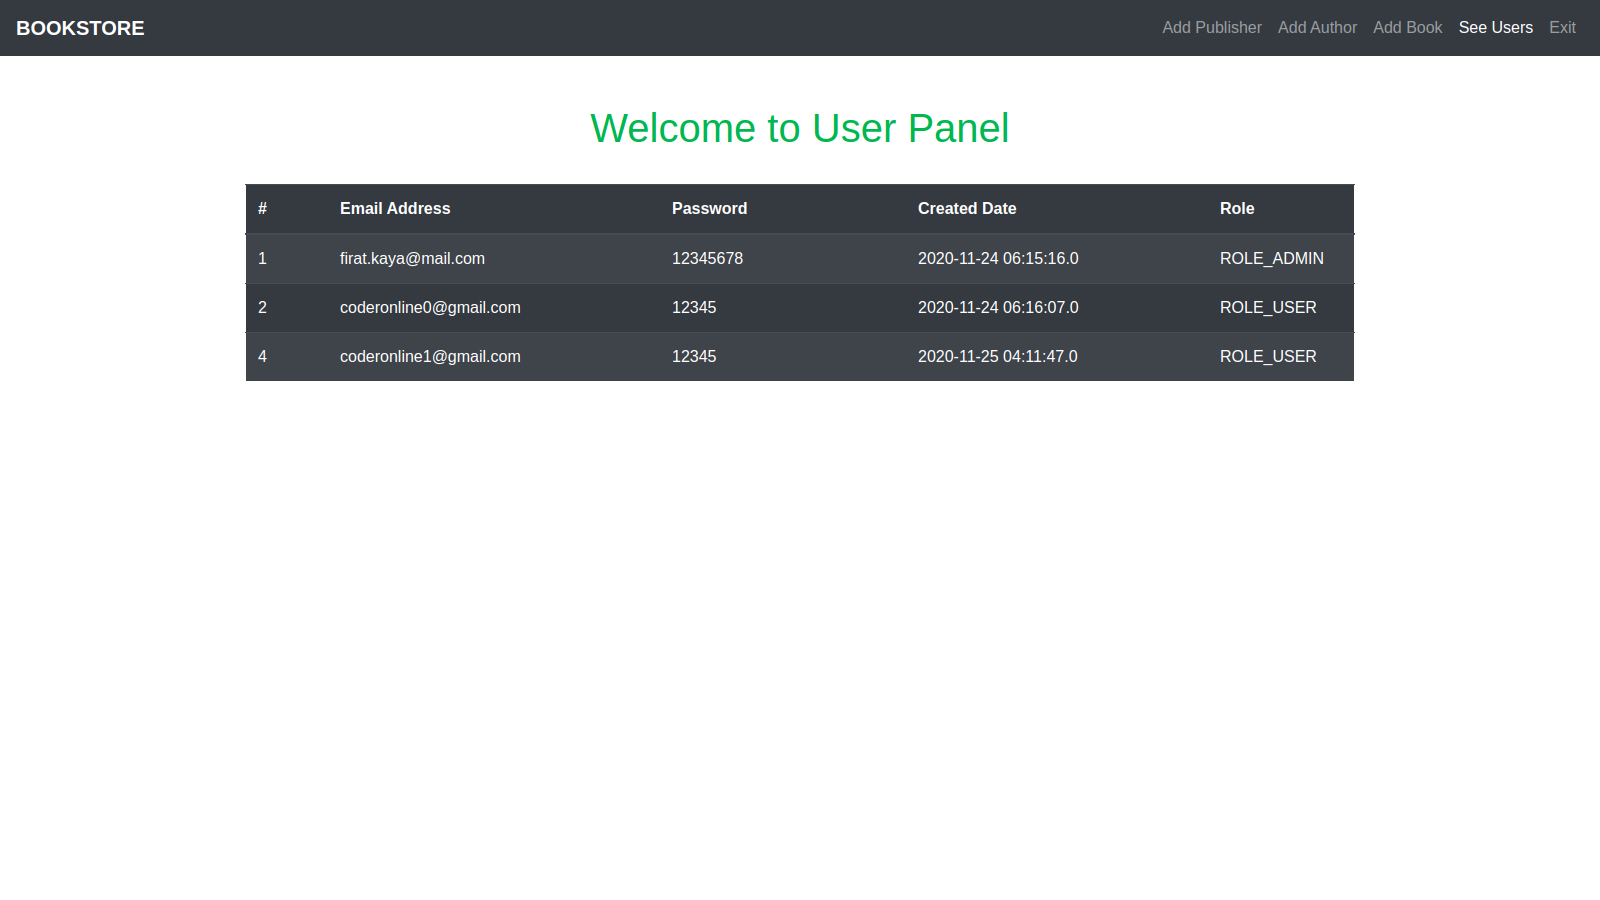 BOOKSTORE Add Publisher Add Author Add Book See Users Exit
Welcome to User Panel
# Email Address Password Created Date Role
1 firat.kaya@mail.com 12345678 2020-11-24 06:15:16.0 ROLE_ADMIN
2 coderonline0@gmail.com 12345 2020-11-24 06:16:07.0 ROLE_USER
4 coderonline1@gmail.com 12345 2020-11-25 04:11:47.0 ROLE_USER